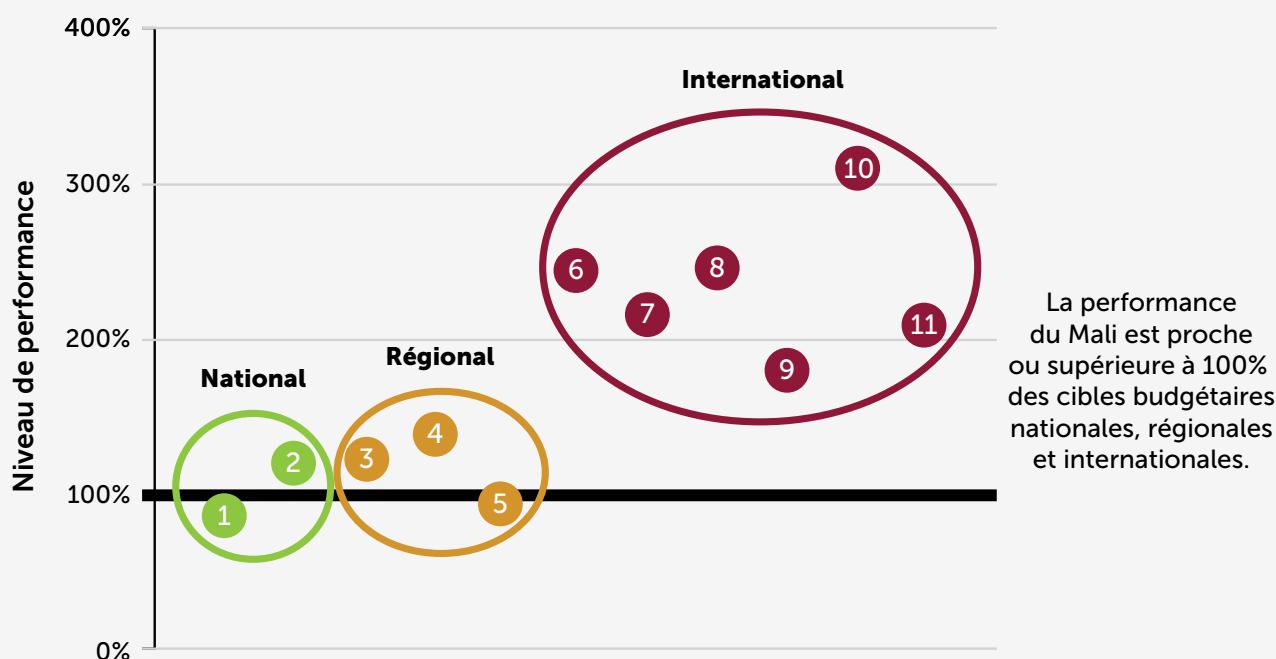 400%
300%
200%
100%
0%
Niveau de performance
National
Régional
International
1
2
3
4
5
6
7
8
9
10
11
La performance
du Mali est proche
ou supérieure à 100%
des cibles budgétaires
nationales, régionales
et internationales.